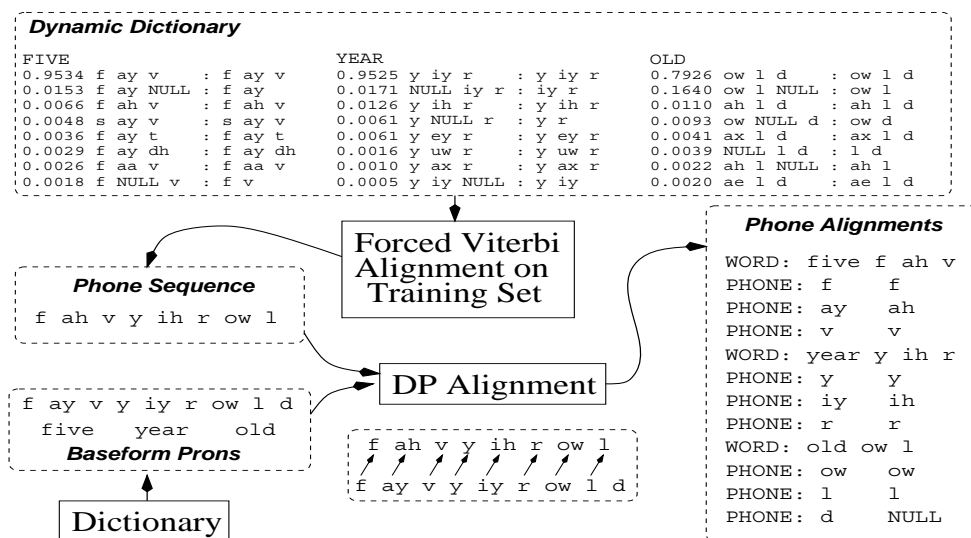 Dynamic Dictionary
FIVE
0.9534 f ay v : f ay v
0.0153 f ay NULL : f ay
0.0066 f ah v : f ah v
0.0048 s ay v : s ay v
0.0036 f ay t : f ay t
0.0029 f ay dh : f ay dh
0.0026 f aa v : f aa v
0.0018 f NULL v : f v
YEAR
0.9525 y iy r : y iy r
0.0171 NULL iy r : iy r
0.0126 y ih r : y ih r
0.0061 y NULL r : y r
0.0061 y ey r : y ey r
0.0016 y uw r : y uw r
0.0010 y ax r : y ax r
0.0005 y iy NULL : y iy
OLD
0.7926 ow l d : ow l d
0.1640 ow l NULL : ow l
0.0110 ah l d : ah l d
0.0093 ow NULL d : ow d
0.0041 ax l d : ax l d
0.0039 NULL l d : l d
0.0022 ah l NULL : ah l
0.0020 ae l d : ae l d
Forced Viterbi
Alignment on
Training Set
Phone Sequence
f ah v y ih r ow l
DP Alignment
f ay v y iy r ow l d
five year old
Baseform Prons
Dictionary
f ah v y ih r ow l
f ay v y iy r ow l d
Phone Alignments
WORD: five f ah v
PHONE: f f
PHONE: ay ah
PHONE: v v
WORD: year y ih r
PHONE: y y
PHONE: iy ih
PHONE: r r
WORD: old ow l
PHONE: ow ow
PHONE: l l
PHONE: d NULL